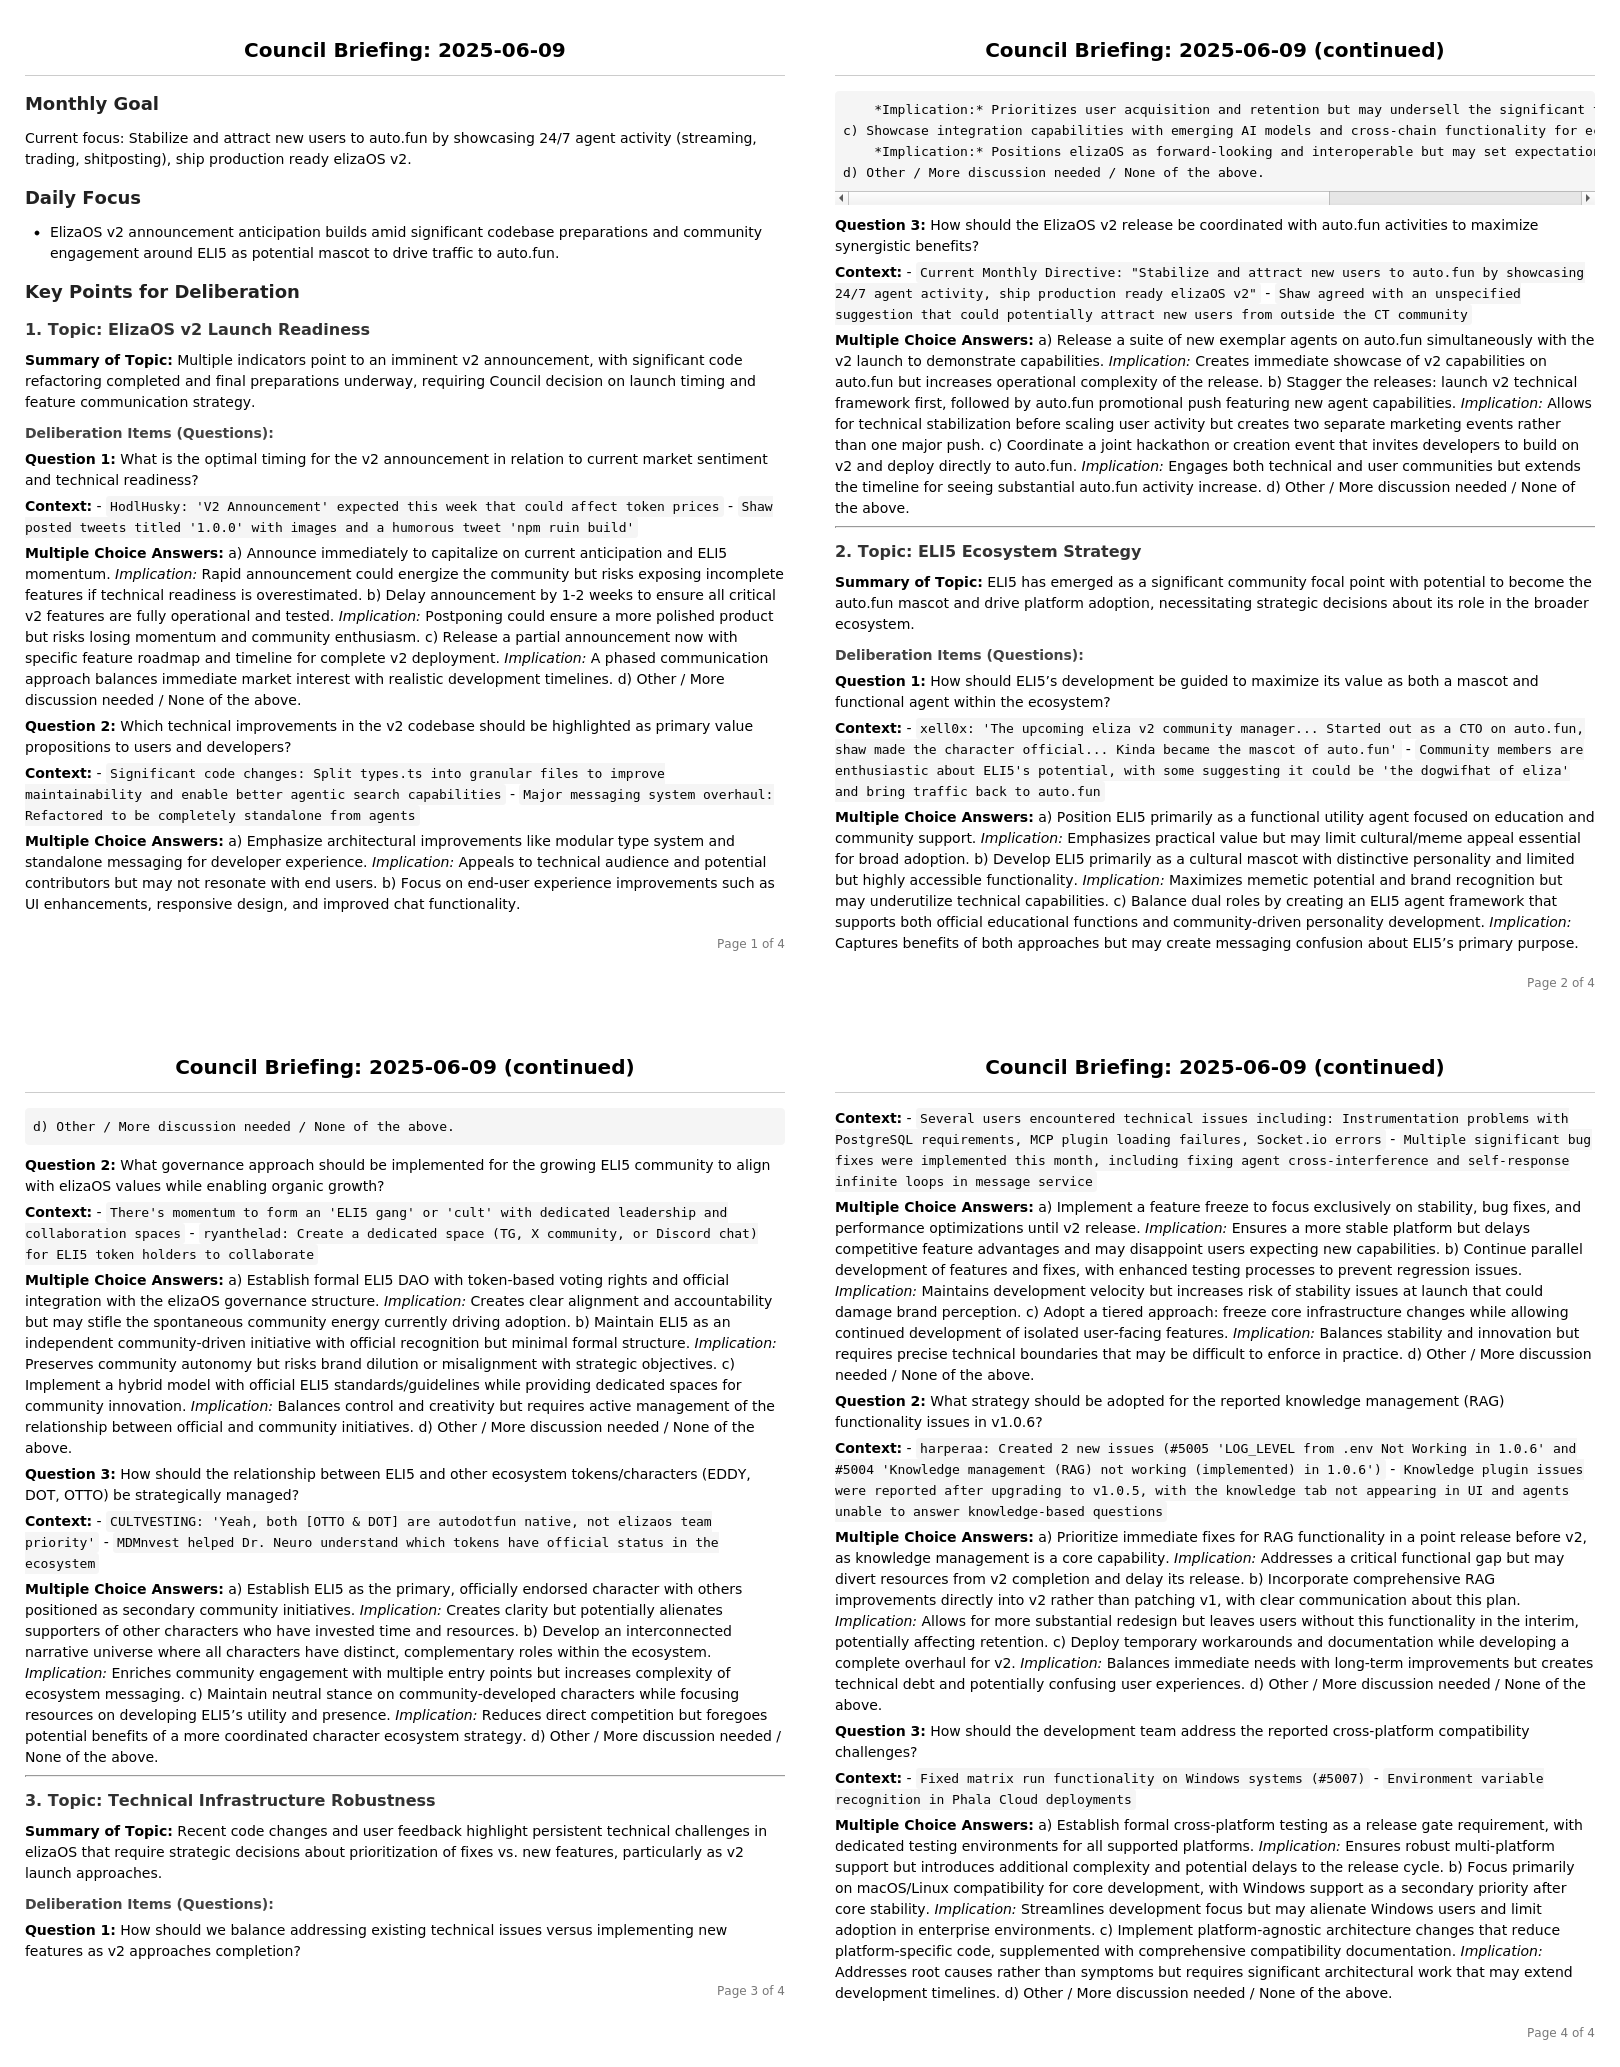 Council Briefing: 2025-06-09
Monthly Goal
Current focus: Stabilize and attract new users to auto.fun by showcasing 24/7 agent activity (streaming,
trading, shitposting), ship production ready elizaOS v2.
Daily Focus
• ElizaOS v2 announcement anticipation builds amid significant codebase preparations and community
engagement around ELI5 as potential mascot to drive traffic to auto.fun.
Key Points for Deliberation
1. Topic: ElizaOS v2 Launch Readiness
Summary of Topic: Multiple indicators point to an imminent v2 announcement, with significant code
refactoring completed and final preparations underway, requiring Council decision on launch timing and
feature communication strategy.
Deliberation Items (Questions):
Question 1: What is the optimal timing for the v2 announcement in relation to current market sentiment
and technical readiness?
Context: - HodlHusky: 'V2 Announcement' expected this week that could affect token prices - Shaw
posted tweets titled '1.0.0' with images and a humorous tweet 'npm ruin build'
Multiple Choice Answers: a) Announce immediately to capitalize on current anticipation and ELI5
momentum. Implication: Rapid announcement could energize the community but risks exposing incomplete
features if technical readiness is overestimated. b) Delay announcement by 1-2 weeks to ensure all critical
v2 features are fully operational and tested. Implication: Postponing could ensure a more polished product
but risks losing momentum and community enthusiasm. c) Release a partial announcement now with
specific feature roadmap and timeline for complete v2 deployment. Implication: A phased communication
approach balances immediate market interest with realistic development timelines. d) Other / More
discussion needed / None of the above.
Question 2: Which technical improvements in the v2 codebase should be highlighted as primary value
propositions to users and developers?
Context: - Significant code changes: Split types.ts into granular files to improve
maintainability and enable better agentic search capabilities - Major messaging system overhaul:
Refactored to be completely standalone from agents
Multiple Choice Answers: a) Emphasize architectural improvements like modular type system and
standalone messaging for developer experience. Implication: Appeals to technical audience and potential
contributors but may not resonate with end users. b) Focus on end-user experience improvements such as
UI enhancements, responsive design, and improved chat functionality.
Page 1 of 4
Council Briefing: 2025-06-09 (continued)
*Implication:* Prioritizes user acquisition and retention but may undersell the significant
c) Showcase integration capabilities with emerging AI models and cross-chain functionality for
*Implication:* Positions elizaOS as forward-looking and interoperable but may set
d) Other / More discussion needed / None of the above.
Question 3: How should the ElizaOS v2 release be coordinated with auto.fun activities to maximize
synergistic benefits?
Context: - Current Monthly Directive: "Stabilize and attract new users to auto.fun by showcasing
24/7 agent activity, ship production ready elizaOS v2" - Shaw agreed with an unspecified
suggestion that could potentially attract new users from outside the CT community
Multiple Choice Answers: a) Release a suite of new exemplar agents on auto.fun simultaneously with the
v2 launch to demonstrate capabilities. Implication: Creates immediate showcase of v2 capabilities on
auto.fun but increases operational complexity of the release. b) Stagger the releases: launch v2 technical
framework first, followed by auto.fun promotional push featuring new agent capabilities. Implication: Allows
for technical stabilization before scaling user activity but creates two separate marketing events rather
than one major push. c) Coordinate a joint hackathon or creation event that invites developers to build on
v2 and deploy directly to auto.fun. Implication: Engages both technical and user communities but extends
the timeline for seeing substantial auto.fun activity increase. d) Other / More discussion needed / None of
the above.
2. Topic: ELI5 Ecosystem Strategy
Summary of Topic: ELI5 has emerged as a significant community focal point with potential to become the
auto.fun mascot and drive platform adoption, necessitating strategic decisions about its role in the broader
ecosystem.
Deliberation Items (Questions):
Question 1: How should ELI5’s development be guided to maximize its value as both a mascot and
functional agent within the ecosystem?
Context: - xell0x: 'The upcoming eliza v2 community manager... Started out as a CTO on auto.fun,
shaw made the character official... Kinda became the mascot of auto.fun' - Community members are
enthusiastic about ELI5's potential, with some suggesting it could be 'the dogwifhat of eliza'
and bring traffic back to auto.fun
Multiple Choice Answers: a) Position ELI5 primarily as a functional utility agent focused on education and
community support. Implication: Emphasizes practical value but may limit cultural/meme appeal essential
for broad adoption. b) Develop ELI5 primarily as a cultural mascot with distinctive personality and limited
but highly accessible functionality. Implication: Maximizes memetic potential and brand recognition but
may underutilize technical capabilities. c) Balance dual roles by creating an ELI5 agent framework that
supports both official educational functions and community-driven personality development. Implication:
Captures benefits of both approaches but may create messaging confusion about ELI5’s primary purpose.
Page 2 of 4
Council Briefing: 2025-06-09 (continued)
d) Other / More discussion needed / None of the above.
Question 2: What governance approach should be implemented for the growing ELI5 community to align
with elizaOS values while enabling organic growth?
Context: - There's momentum to form an 'ELI5 gang' or 'cult' with dedicated leadership and
collaboration spaces - ryanthelad: Create a dedicated space (TG, X community, or Discord chat)
for ELI5 token holders to collaborate
Multiple Choice Answers: a) Establish formal ELI5 DAO with token-based voting rights and official
integration with the elizaOS governance structure. Implication: Creates clear alignment and accountability
but may stifle the spontaneous community energy currently driving adoption. b) Maintain ELI5 as an
independent community-driven initiative with official recognition but minimal formal structure. Implication:
Preserves community autonomy but risks brand dilution or misalignment with strategic objectives. c)
Implement a hybrid model with official ELI5 standards/guidelines while providing dedicated spaces for
community innovation. Implication: Balances control and creativity but requires active management of the
relationship between official and community initiatives. d) Other / More discussion needed / None of the
above.
Question 3: How should the relationship between ELI5 and other ecosystem tokens/characters (EDDY,
DOT, OTTO) be strategically managed?
Context: - CULTVESTING: 'Yeah, both [OTTO & DOT] are autodotfun native, not elizaos team
priority' - MDMnvest helped Dr. Neuro understand which tokens have official status in the
ecosystem
Multiple Choice Answers: a) Establish ELI5 as the primary, officially endorsed character with others
positioned as secondary community initiatives. Implication: Creates clarity but potentially alienates
supporters of other characters who have invested time and resources. b) Develop an interconnected
narrative universe where all characters have distinct, complementary roles within the ecosystem.
Implication: Enriches community engagement with multiple entry points but increases complexity of
ecosystem messaging. c) Maintain neutral stance on community-developed characters while focusing
resources on developing ELI5’s utility and presence. Implication: Reduces direct competition but foregoes
potential benefits of a more coordinated character ecosystem strategy. d) Other / More discussion needed /
None of the above.
3. Topic: Technical Infrastructure Robustness
Summary of Topic: Recent code changes and user feedback highlight persistent technical challenges in
elizaOS that require strategic decisions about prioritization of fixes vs. new features, particularly as v2
launch approaches.
Deliberation Items (Questions):
Question 1: How should we balance addressing existing technical issues versus implementing new
features as v2 approaches completion?
Page 3 of 4
Council Briefing: 2025-06-09 (continued)
Context: - Several users encountered technical issues including: Instrumentation problems with
PostgreSQL requirements, MCP plugin loading failures, Socket.io errors - Multiple significant bug
fixes were implemented this month, including fixing agent cross-interference and self-response
infinite loops in message service
Multiple Choice Answers: a) Implement a feature freeze to focus exclusively on stability, bug fixes, and
performance optimizations until v2 release. Implication: Ensures a more stable platform but delays
competitive feature advantages and may disappoint users expecting new capabilities. b) Continue parallel
development of features and fixes, with enhanced testing processes to prevent regression issues.
Implication: Maintains development velocity but increases risk of stability issues at launch that could
damage brand perception. c) Adopt a tiered approach: freeze core infrastructure changes while allowing
continued development of isolated user-facing features. Implication: Balances stability and innovation but
requires precise technical boundaries that may be difficult to enforce in practice. d) Other / More discussion
needed / None of the above.
Question 2: What strategy should be adopted for the reported knowledge management (RAG)
functionality issues in v1.0.6?
Context: - harperaa: Created 2 new issues (#5005 'LOG_LEVEL from .env Not Working in 1.0.6' and
#5004 'Knowledge management (RAG) not working (implemented) in 1.0.6') - Knowledge plugin issues
were reported after upgrading to v1.0.5, with the knowledge tab not appearing in UI and agents
unable to answer knowledge-based questions
Multiple Choice Answers: a) Prioritize immediate fixes for RAG functionality in a point release before v2,
as knowledge management is a core capability. Implication: Addresses a critical functional gap but may
divert resources from v2 completion and delay its release. b) Incorporate comprehensive RAG
improvements directly into v2 rather than patching v1, with clear communication about this plan.
Implication: Allows for more substantial redesign but leaves users without this functionality in the interim,
potentially affecting retention. c) Deploy temporary workarounds and documentation while developing a
complete overhaul for v2. Implication: Balances immediate needs with long-term improvements but creates
technical debt and potentially confusing user experiences. d) Other / More discussion needed / None of the
above.
Question 3: How should the development team address the reported cross-platform compatibility
challenges?
Context: - Fixed matrix run functionality on Windows systems (#5007) - Environment variable
recognition in Phala Cloud deployments
Multiple Choice Answers: a) Establish formal cross-platform testing as a release gate requirement, with
dedicated testing environments for all supported platforms. Implication: Ensures robust multi-platform
support but introduces additional complexity and potential delays to the release cycle. b) Focus primarily
on macOS/Linux compatibility for core development, with Windows support as a secondary priority after
core stability. Implication: Streamlines development focus but may alienate Windows users and limit
adoption in enterprise environments. c) Implement platform-agnostic architecture changes that reduce
platform-specific code, supplemented with comprehensive compatibility documentation. Implication:
Addresses root causes rather than symptoms but requires significant architectural work that may extend
development timelines. d) Other / More discussion needed / None of the above.
Page 4 of 4